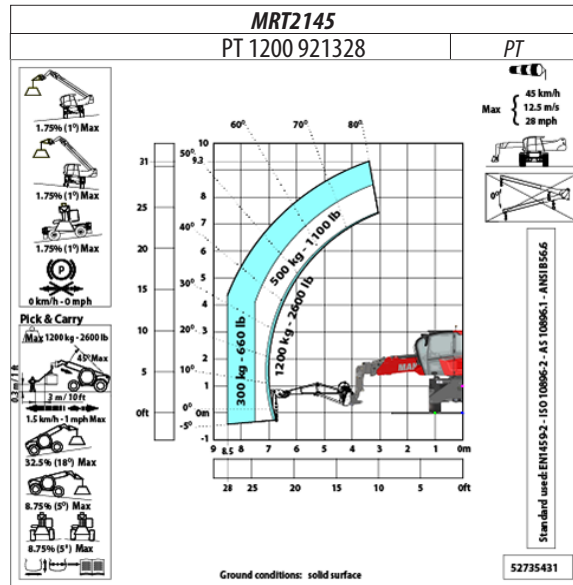 MRT2145
PT 1200 921328
PT
1.75% (1°) Max
1.75% (1°) Max
1.75% (1°) Max
P
0 km/h - 0 mph
Pick & Carry
Max 1200 kg - 2600 lb
45° Max
0.3 m / 1 ft
3 m / 10 ft
1.5 km/h - 1 mph Max
32.5% (18°) Max
8.75% (5°) Max
8.75% (5°) Max
Max
45 km/h
12.5 m/s
28 mph
0°
60°
70°
80°
50°
40°
30°
20°
10°
0°
-5°
31
25
20
15
10
5
0ft
10
9.3
8
7
6
5
4
3
2
1
0m
-1
300 kg - 660 lb
500 kg - 1100 lb
1200 kg - 2600 lb
MAN
9 8.5 8 7 6 5 4 3 2 1 0m
28 25 20 15 10 5 0ft
Standard used: EN1459-2 - ISO 10896-2 - AS 10896.1 - ANSI B56.6
Ground conditions: solid surface
52735431